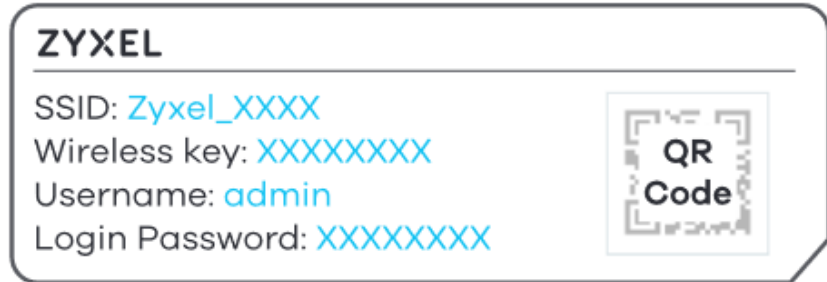 ZYXEL
SSID: Zyxel_XXXX
Wireless key: XXXXXXXX
Username: admin
Login Password: XXXXXXXX
QR
Code